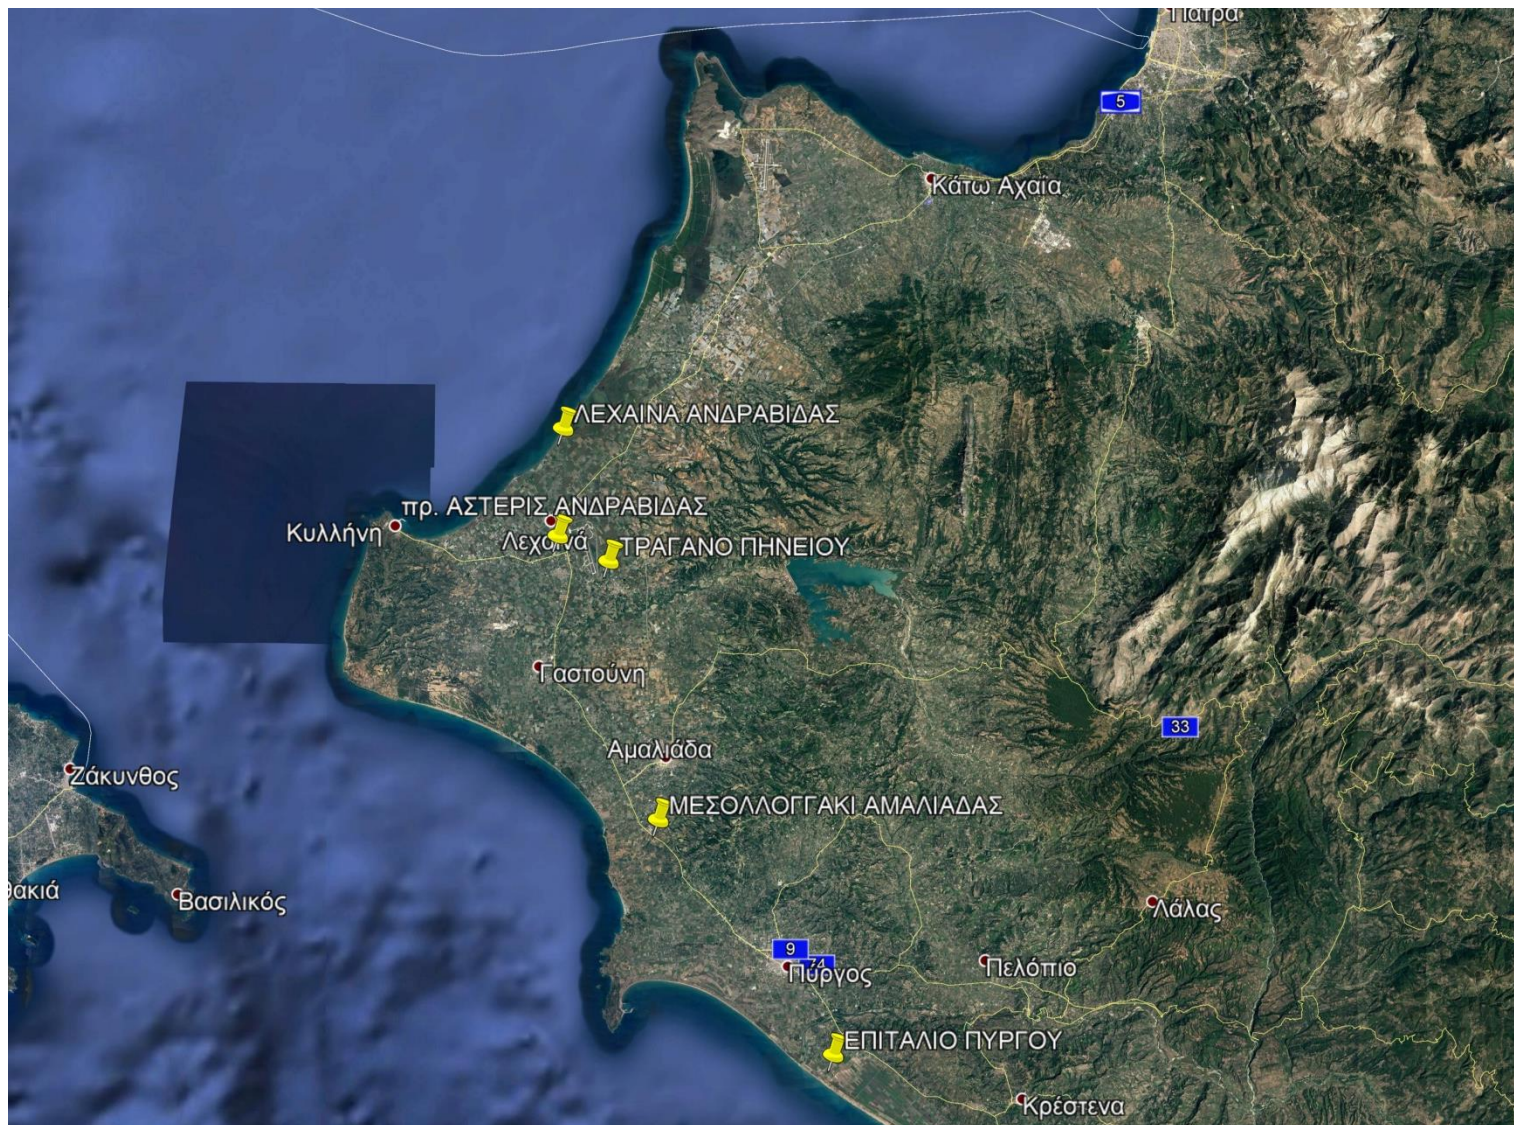 Πάτρα
5
Κάτω Αχαΐα
ΛΕΧΑΙΝΑ ΑΝΔΡΑΒΙΔΑΣ
πρ. ΑΣΤΕΡΙΣ ΑΝΔΡΑΒΙΔΑΣ
Κυλλήνη
Λεχαινά
ΤΡΑΓΑΝΟ ΠΗΝΕΙΟΥ
Γαστούνη
33
Αμαλιάδα
Ζάκυνθος
ΜΕΣΟΛΛΟΓΓΑΚΙ ΑΜΑΛΙΑΔΑΣ
θακιά
Βασιλικός
Λάλας
9
74
Πύργος
Πελόπιο
ΕΠΙΤΑΛΙΟ ΠΥΡΓΟΥ
Κρέστενα